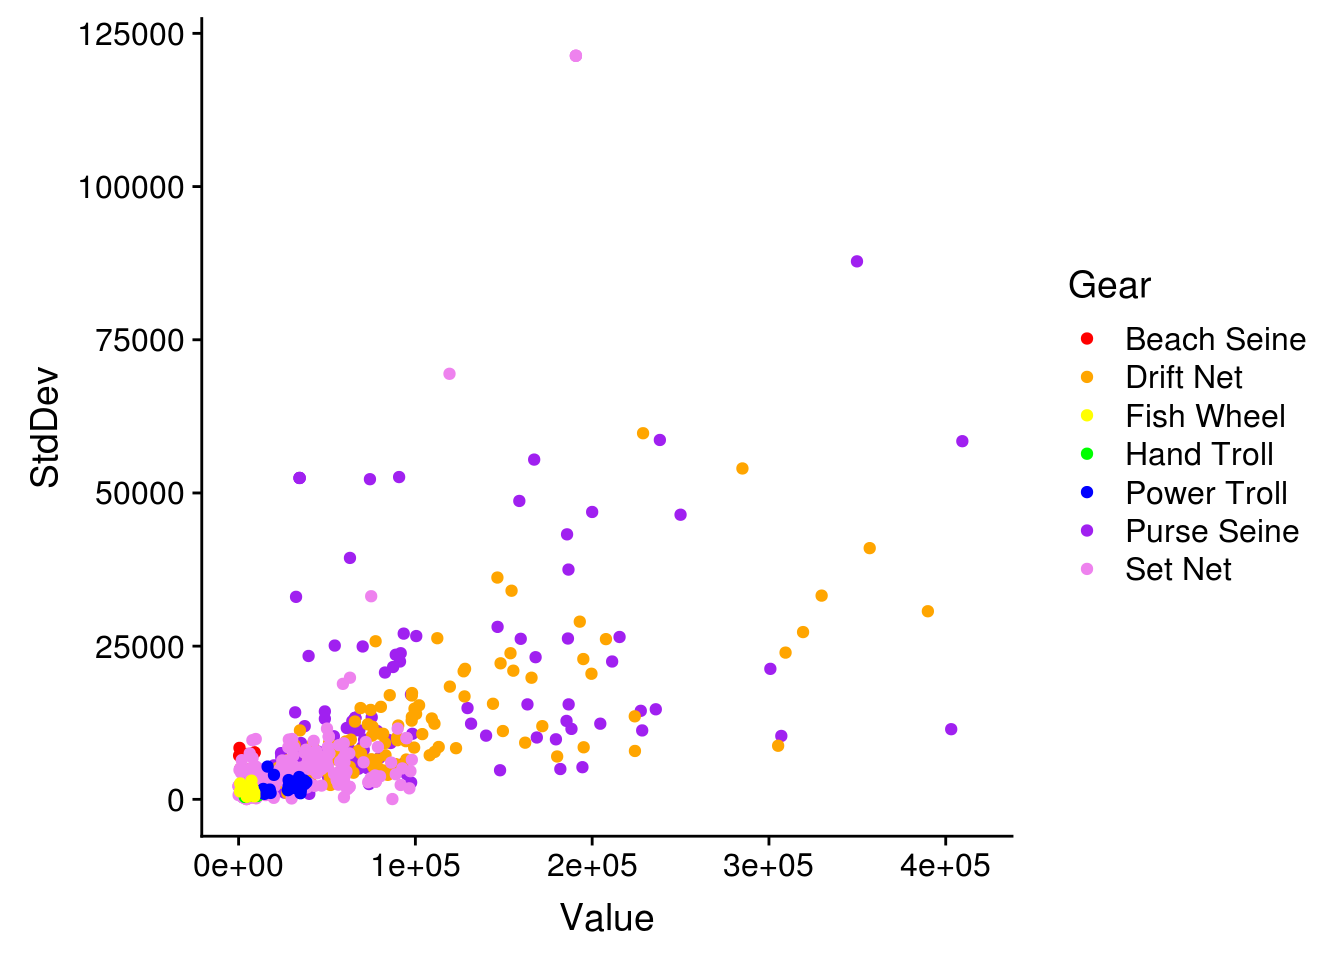 125000
100000
75000
50000
25000
0
StdDev
0e+00 1e+05 2e+05 3e+05 4e+05
Value
Gear
Beach Seine
Drift Net
Fish Wheel
Hand Troll
Power Troll
Purse Seine
Set Net